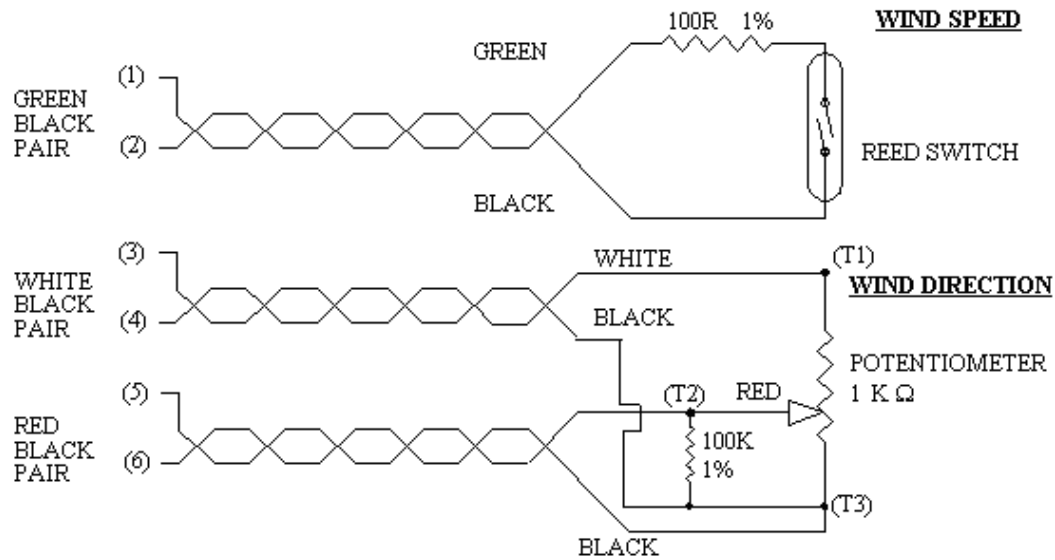 100R 1%
WIND SPEED
GREEN
(1)
GREEN
BLACK
PAIR
(2)
REED SWITCH
BLACK
(3)
WHITE
(T1)
WHITE
BLACK
PAIR
WIND DIRECTION
(4)
BLACK
POTENTIOMETER
1 K Ω
(5)
(T2)
RED
RED
BLACK
PAIR
(6)
100K
1%
(T3)
BLACK